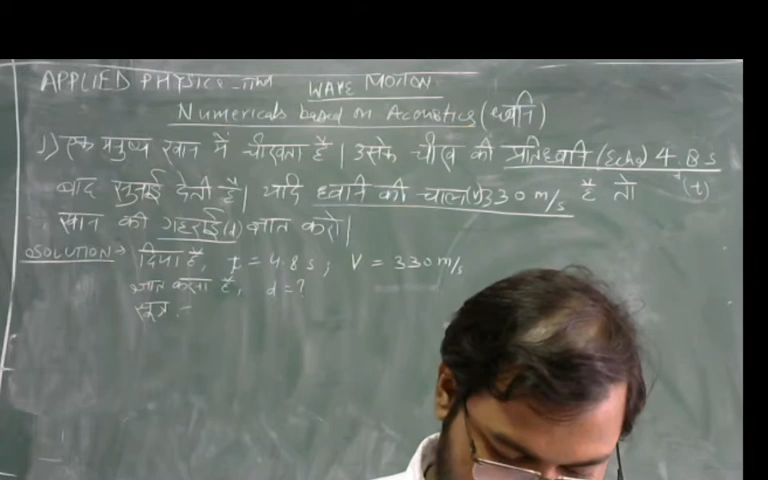 APPLIED PHYSICS-IInd WAVE MOTION
Numericals based on Acoustics (ध्वनि)
1) एक मनुष्य खान में चीखता है। उसके चीख की प्रतिध्वनि (Echo) 4.8 s
बाद सुनाई देती है। यदि ध्वनि की चाल (v) 330 m/s है तो (t)
खान की गहराई (d) ज्ञात करो।
SOLUTION → दिया है, t = 4.8 s; V = 330 m/s
ज्ञात करना है, d = ?
सूत्र :-